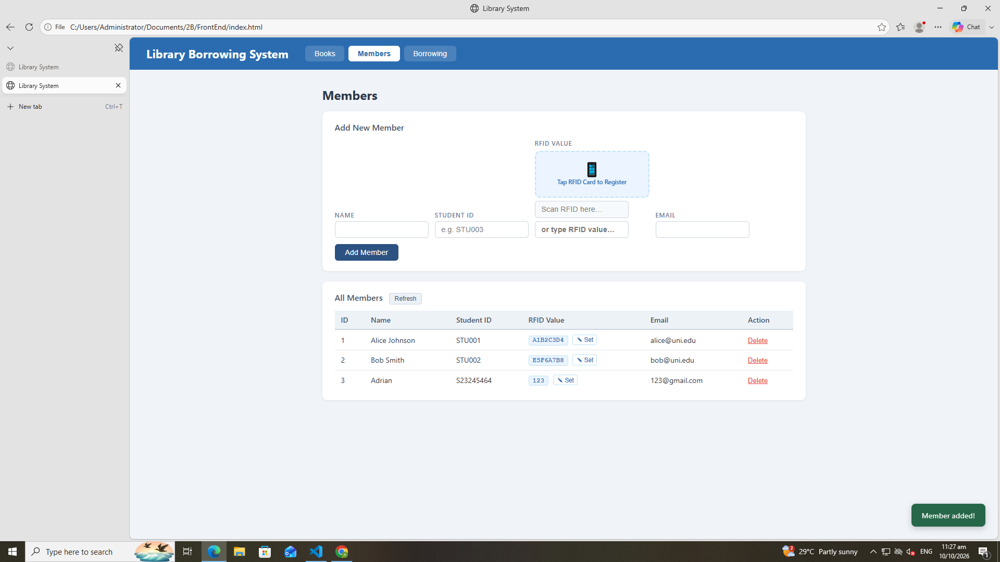 Library System
File C:/Users/Administrator/Documents/2B/FrontEnd/index.html
Chat
Library System
Library System
New tab Ctrl+T
Library Borrowing System Books Members Borrowing
Members
Add New Member
RFID VALUE
Tap RFID Card to Register
Scan RFID here...
NAME STUDENT ID EMAIL
e.g. STU003 or type RFID value...
Add Member
All Members Refresh
ID Name Student ID RFID Value Email Action
1 Alice Johnson STU001 A1B2C3D4 Set alice@uni.edu Delete
2 Bob Smith STU002 E5F6A7B8 Set bob@uni.edu Delete
3 Adrian S23245464 123 Set 123@gmail.com Delete
Member added!
Type here to search
2 29°C Partly sunny ENG
11:27 am
10/10/2026
1